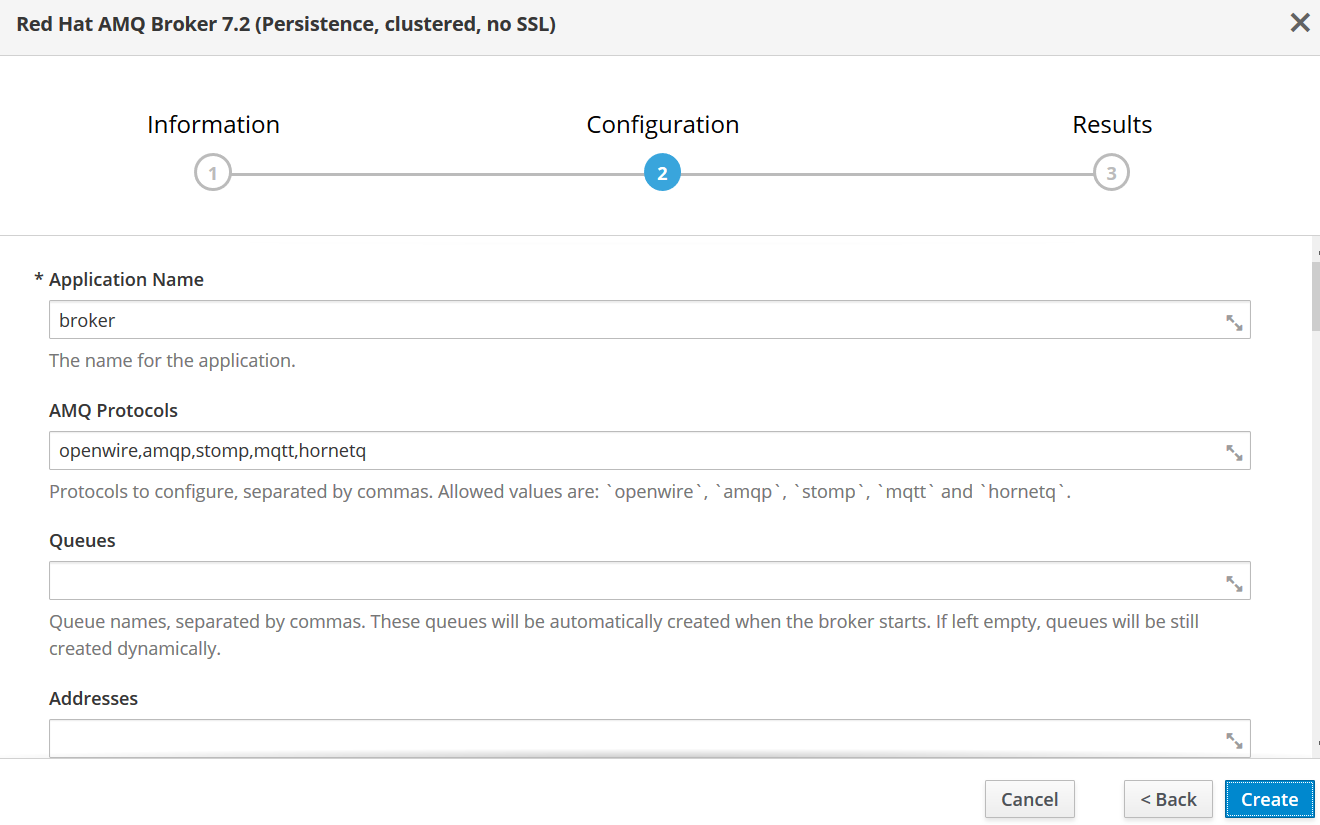 Red Hat AMQ Broker 7.2 (Persistence, clustered, no SSL)
Information
Configuration
Results
1
2
3
* Application Name
broker
The name for the application.
AMQ Protocols
openwire,amqp,stomp,mqtt,hornetq
Protocols to configure, separated by commas. Allowed values are: `openwire`, `amqp`, `stomp`, `mqtt` and `hornetq`.
Queues
Queue names, separated by commas. These queues will be automatically created when the broker starts. If left empty, queues will be still
created dynamically.
Addresses
Cancel
< Back
Create